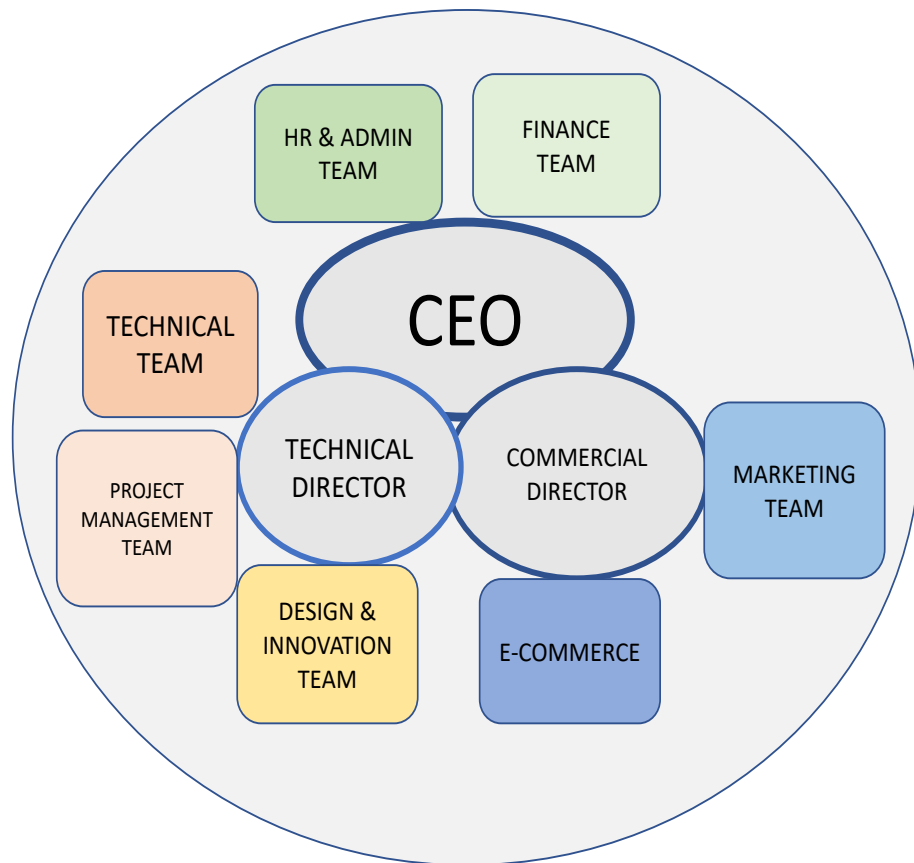 HR & ADMIN
TEAM
FINANCE
TEAM
CEO
TECHNICAL
TEAM
TECHNICAL
DIRECTOR
COMMERCIAL
DIRECTOR
MARKETING
TEAM
PROJECT
MANAGEMENT
TEAM
DESIGN &
INNOVATION
TEAM
E-COMMERCE